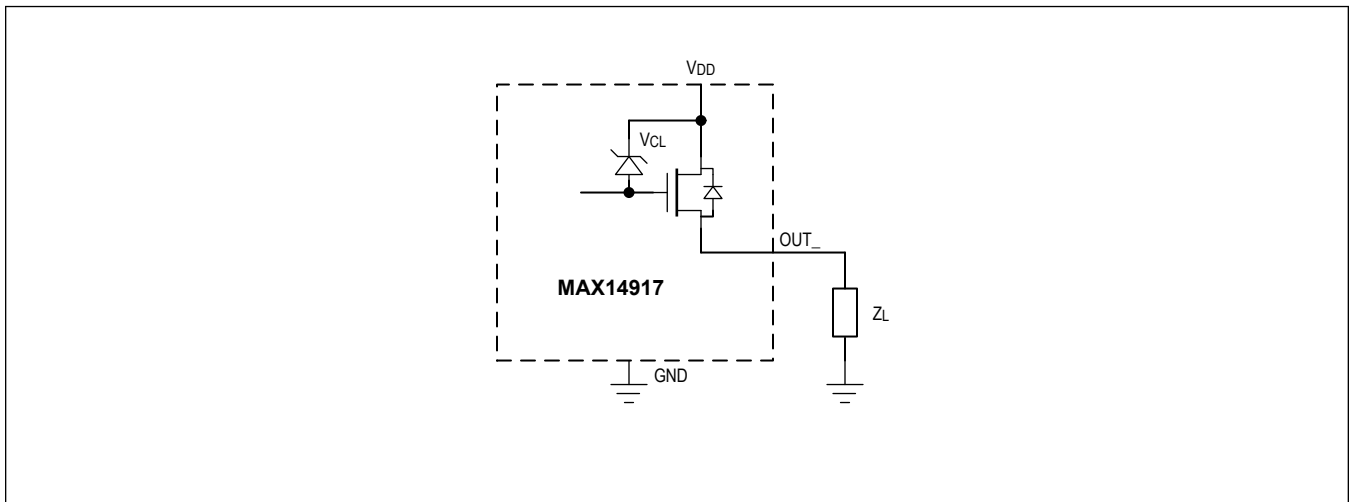 VDD
VCL
OUT_
MAX14917
ZL
GND